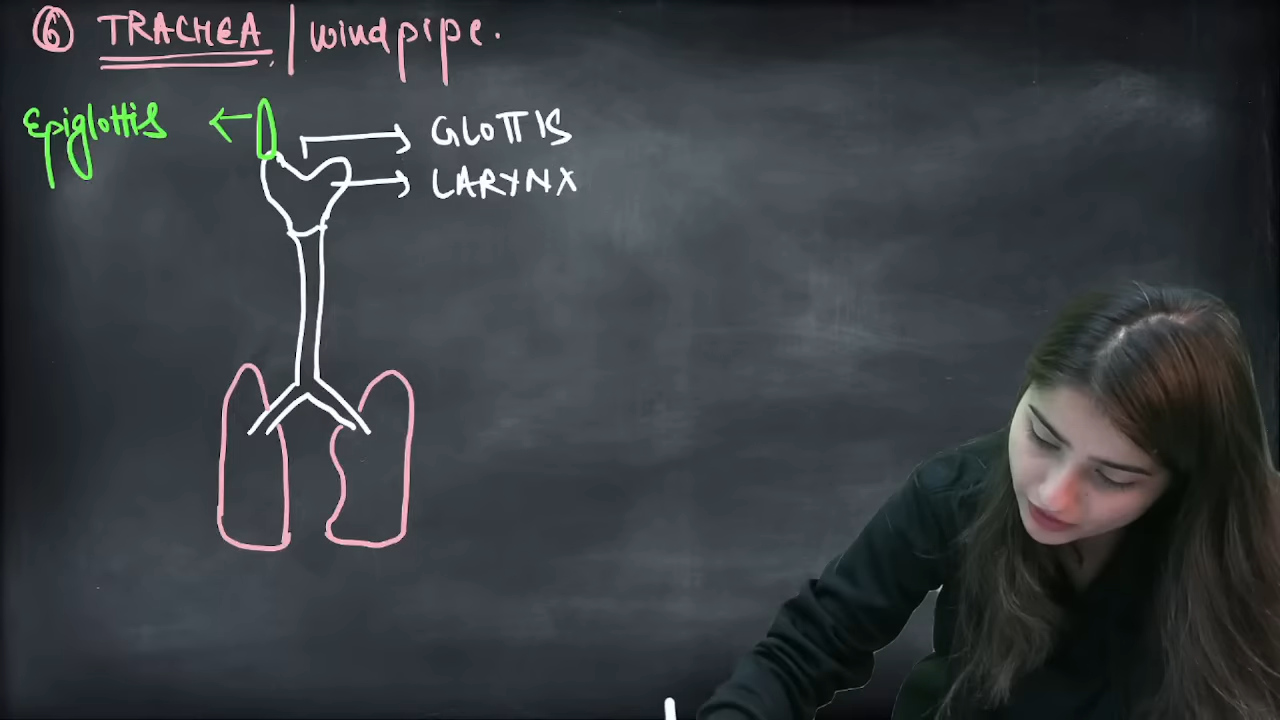 ⑥ TRACHEA / windpipe.
Epiglottis ← → GLOTTIS
→ LARYNX